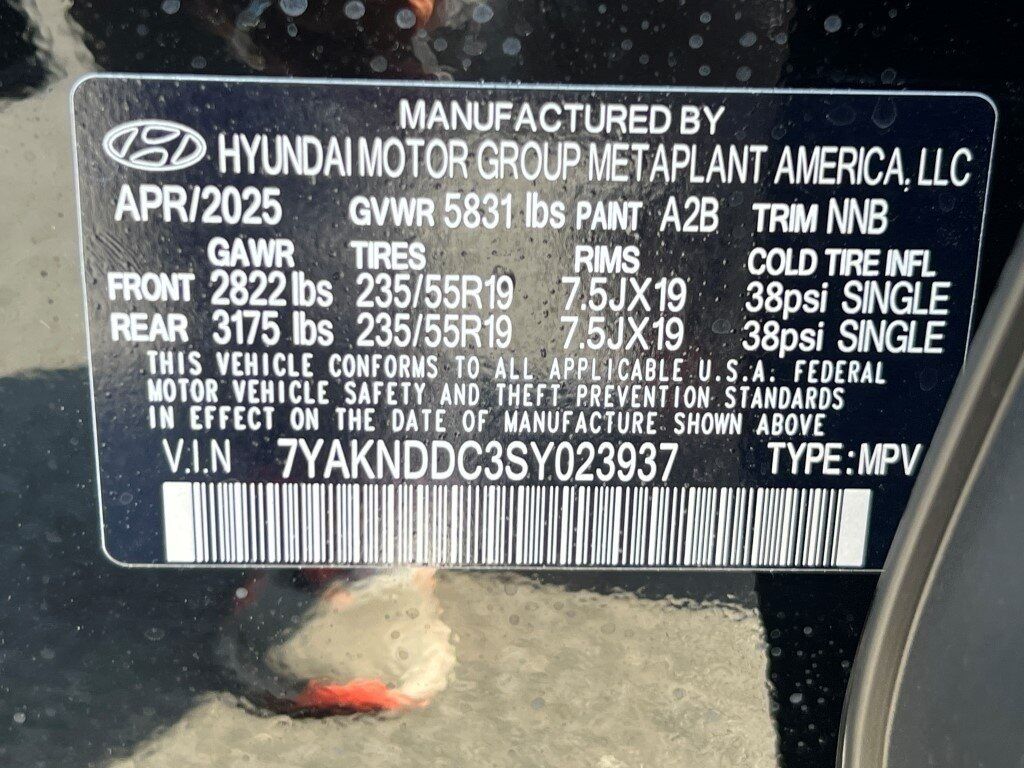 MANUFACTURED BY
HYUNDAI MOTOR GROUP METAPLANT AMERICA, LLC
APR/2025 GVWR 5831 lbs PAINT A2B TRIM NNB
GAWR TIRES RIMS COLD TIRE INFL
FRONT 2822 lbs 235/55R19 7.5JX19 38psi SINGLE
REAR 3175 lbs 235/55R19 7.5JX19 38psi SINGLE
THIS VEHICLE CONFORMS TO ALL APPLICABLE U.S.A. FEDERAL
MOTOR VEHICLE SAFETY AND THEFT PREVENTION STANDARDS
IN EFFECT ON THE DATE OF MANUFACTURE SHOWN ABOVE
V.I.N 7YAKNDDC3SY023937 TYPE: MPV